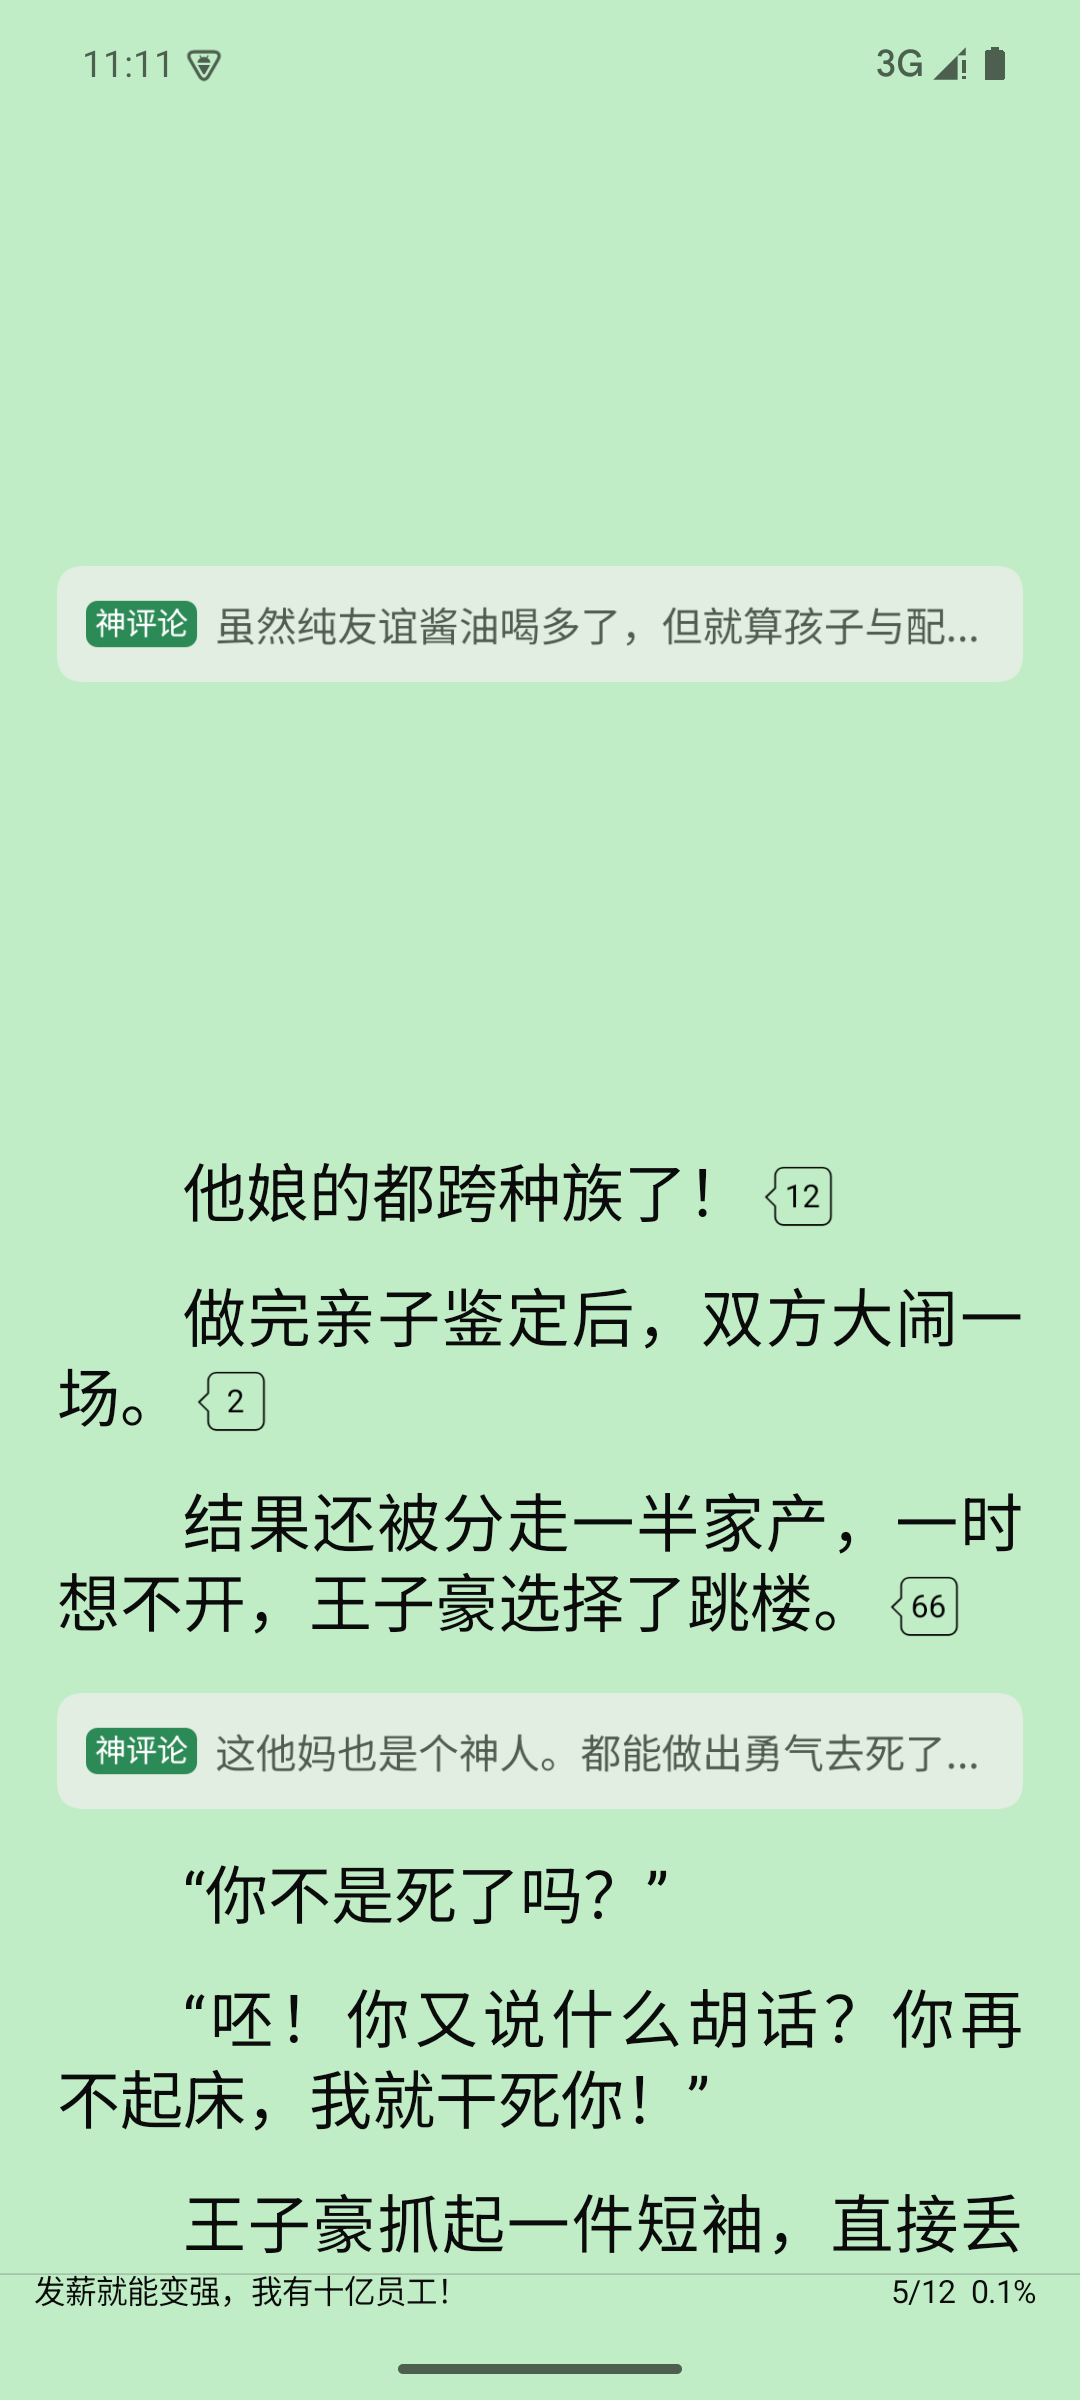 11:11
3G
神评论 虽然纯友谊酱油喝多了，但就算孩子与配...
他娘的都跨种族了！ 12
做完亲子鉴定后，双方大闹一
场。 2
结果还被分走一半家产，一时
想不开，王子豪选择了跳楼。 66
神评论 这他妈也是个神人。都能做出勇气去死了...
“你不是死了吗？”
“呸！你又说什么胡话？你再
不起床，我就干死你！”
王子豪抓起一件短袖，直接丢
发薪就能变强，我有十亿员工！
5/12 0.1%